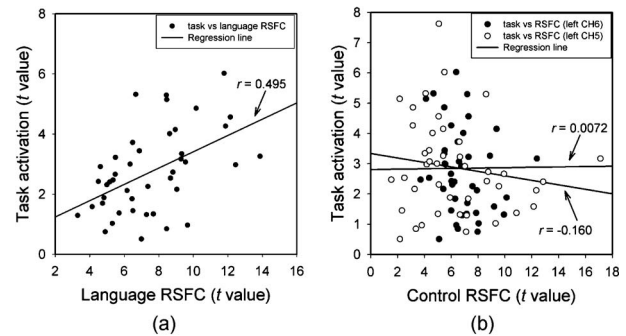 (a)
8
6
4
2
0
Task activation (t value)
task vs language RSFC
Regression line
r = 0.495
2 4 6 8 10 12 14 16
Language RSFC (t value)
(a)
(b)
8
6
4
2
0
Task activation (t value)
task vs RSFC (left CH6)
task vs RSFC (left CH5)
Regression line
r = 0.0072
r = -0.160
0 2 4 6 8 10 12 14 16 18
Control RSFC (t value)
(b)